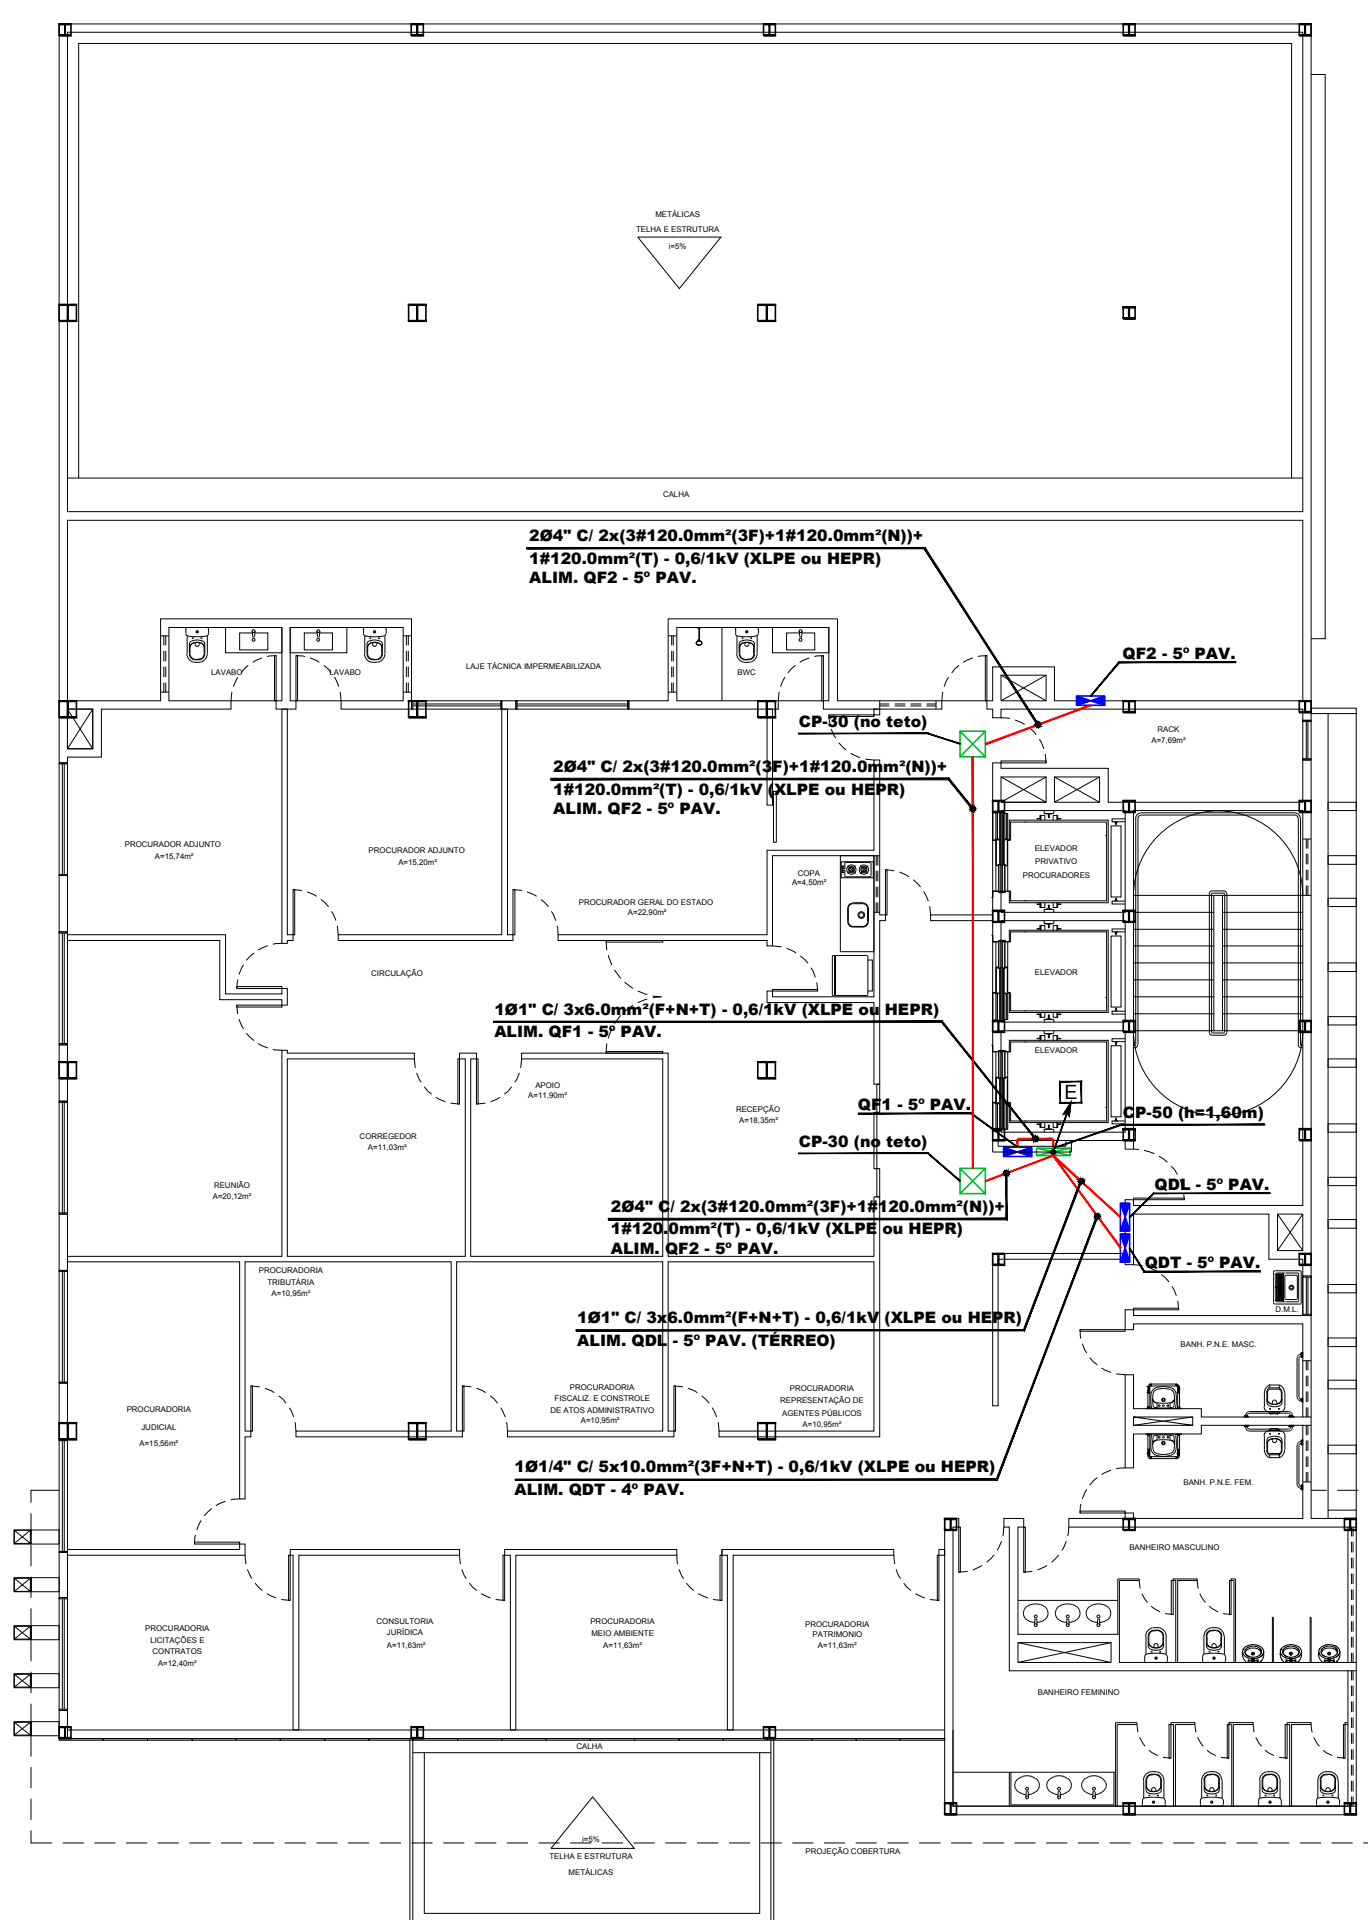 METÁLICAS
TELHA E ESTRUTURA
i=5%
CALHA
2Ø4" C/ 2x(3#120.0mm²(3F)+1#120.0mm²(N))+
1#120.0mm²(T) - 0,6/1kV (XLPE ou HEPR)
ALIM. QF2 - 5º PAV.
LAVABO
LAVABO
LAJE TÁCNICA IMPERMEABILIZADA
BWC
QF2 - 5º PAV.
CP-30 (no teto)
RACK
A=7,69m²
2Ø4" C/ 2x(3#120.0mm²(3F)+1#120.0mm²(N))+
1#120.0mm²(T) - 0,6/1kV (XLPE ou HEPR)
ALIM. QF2 - 5º PAV.
PROCURADOR ADJUNTO
A=15,74m²
PROCURADOR ADJUNTO
A=15,20m²
PROCURADOR GERAL DO ESTADO
A=22,90m²
COPA
A=4,50m²
ELEVADOR
PRIVATIVO
PROCURADORES
CIRCULAÇÃO
ELEVADOR
1Ø1" C/ 3x6.0mm²(F+N+T) - 0,6/1kV (XLPE ou HEPR)
ALIM. QF1 - 5º PAV.
ELEVADOR
E
APOIO
A=11,90m²
RECEPÇÃO
A=18,35m²
QF1 - 5º PAV.
CP-50 (h=1,60m)
CORREGEDOR
A=11,03m²
CP-30 (no teto)
REUNIÃO
A=20,12m²
QDL - 5º PAV.
2Ø4" C/ 2x(3#120.0mm²(3F)+1#120.0mm²(N))+
1#120.0mm²(T) - 0,6/1kV (XLPE ou HEPR)
ALIM. QF2 - 5º PAV.
QDT - 5º PAV.
PROCURADORIA
TRIBUTÁRIA
A=10,95m²
D.M.L.
1Ø1" C/ 3x6.0mm²(F+N+T) - 0,6/1kV (XLPE ou HEPR)
ALIM. QDL - 5º PAV. (TÉRREO)
BANH. P.N.E. MASC.
PROCURADORIA
JUDICIAL
A=15,56m²
PROCURADORIA
FISCALIZ. E CONSTROLE
DE ATOS ADMINISTRATIVO
A=10,95m²
PROCURADORIA
REPRESENTAÇÃO DE
AGENTES PÚBLICOS
A=10,95m²
1Ø1/4" C/ 5x10.0mm²(3F+N+T) - 0,6/1kV (XLPE ou HEPR)
ALIM. QDT - 4º PAV.
BANH. P.N.E. FEM.
BANHEIRO MASCULINO
PROCURADORIA
LICITAÇÕES E
CONTRATOS
A=12,40m²
CONSULTORIA
JURÍDICA
A=11,63m²
PROCURADORIA
MEIO AMBIENTE
A=11,63m²
PROCURADORIA
PATRIMONIO
A=11,63m²
BANHEIRO FEMININO
CALHA
i=5%
TELHA E ESTRUTURA
METÁLICAS
PROJEÇÃO COBERTURA